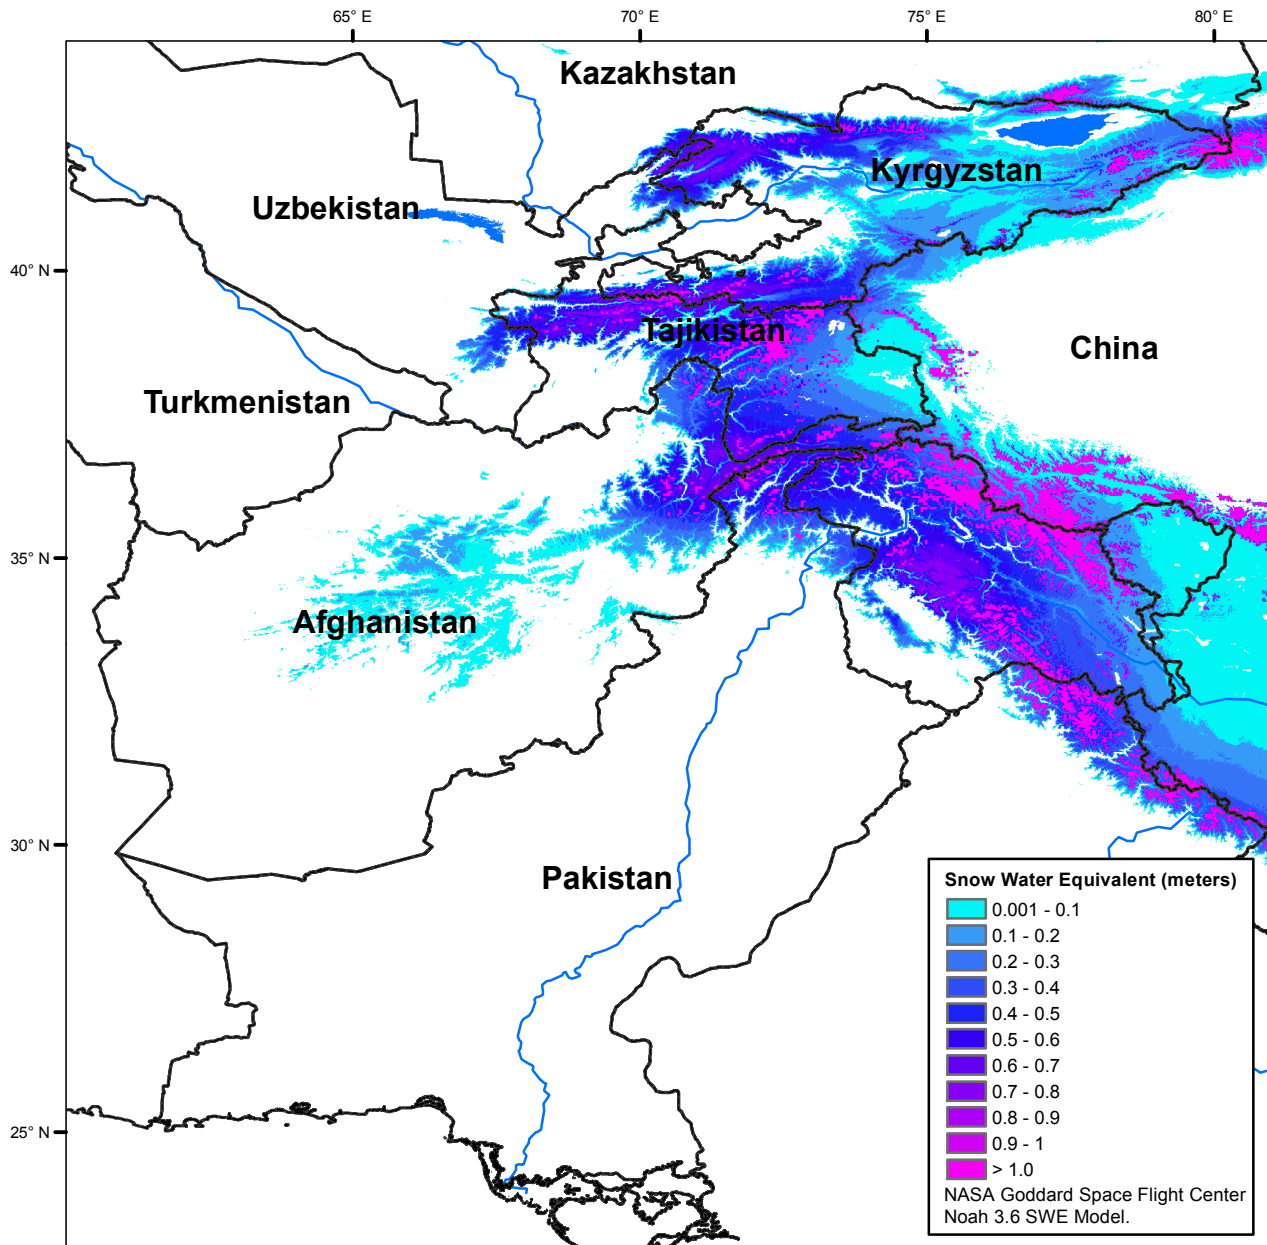 65° E
70° E
75° E
80° E
Kazakhstan
Kyrgyzstan
Uzbekistan
40° N
Tajikistan
China
Turkmenistan
35° N
Afghanistan
30° N
Pakistan
25° N
Snow Water Equivalent (meters)
0.001 - 0.1
0.1 - 0.2
0.2 - 0.3
0.3 - 0.4
0.4 - 0.5
0.5 - 0.6
0.6 - 0.7
0.7 - 0.8
0.8 - 0.9
0.9 - 1
> 1.0
NASA Goddard Space Flight Center
Noah 3.6 SWE Model.